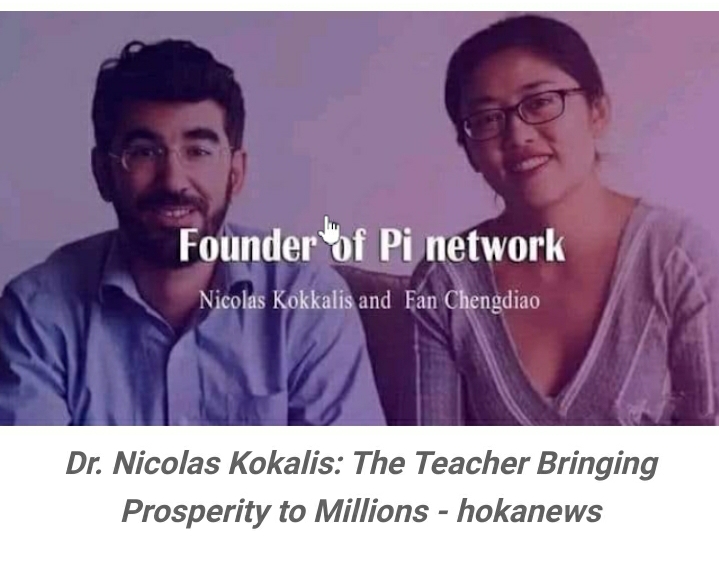 Founder of Pi network
Nicolas Kokkalis and Fan Chengdiao
Dr. Nicolas Kokalis: The Teacher Bringing
Prosperity to Millions - hokanews